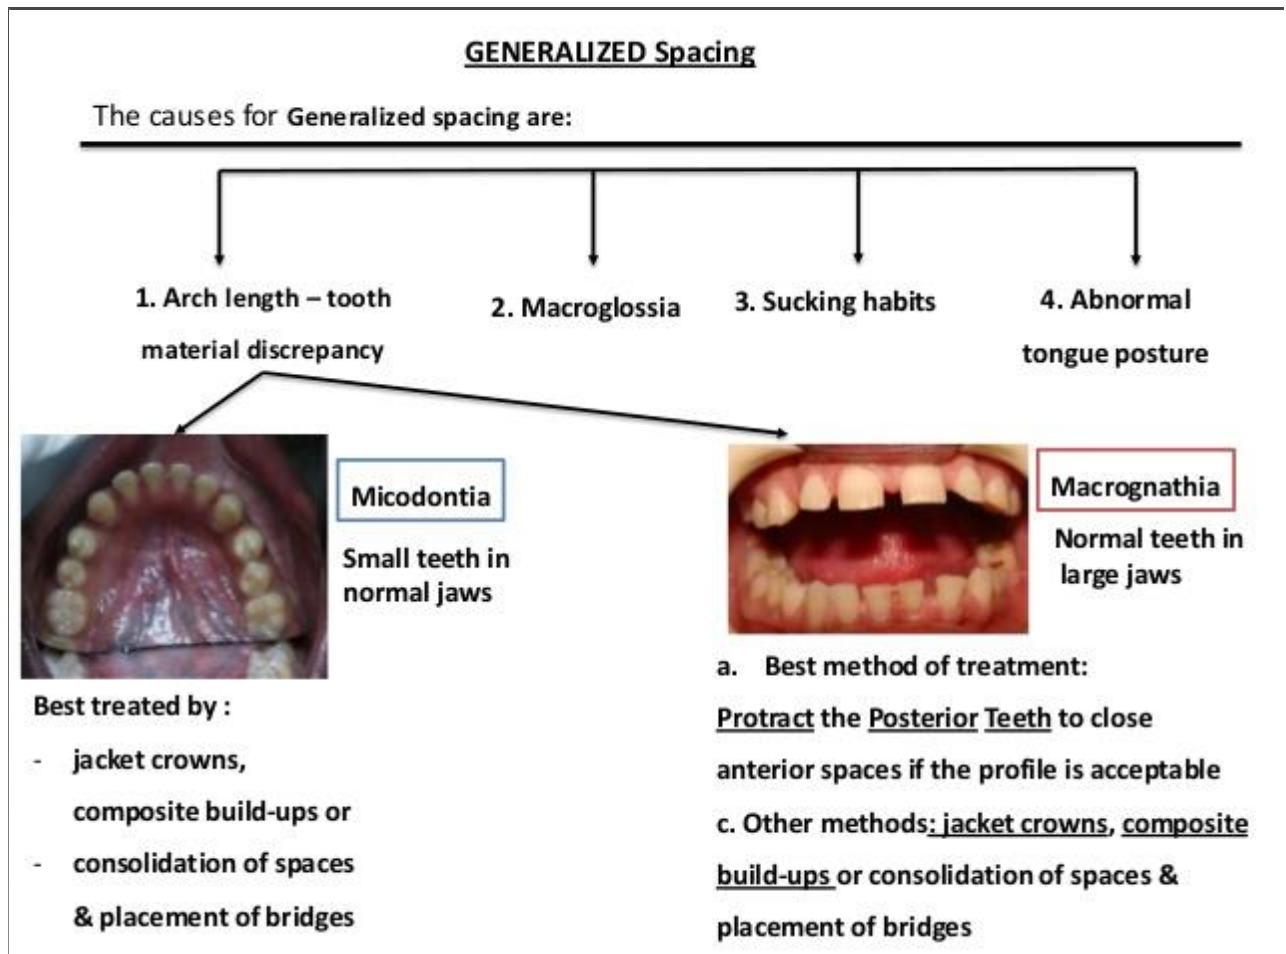 GENERALIZED Spacing
The causes for Generalized spacing are:
1. Arch length – tooth
material discrepancy
2. Macroglossia
3. Sucking habits
4. Abnormal
tongue posture
Micodontia
Small teeth in
normal jaws
Best treated by :
- jacket crowns,
composite build-ups or
- consolidation of spaces
& placement of bridges
Macrognathia
Normal teeth in
large jaws
a. Best method of treatment:
Protract the Posterior Teeth to close
anterior spaces if the profile is acceptable
c. Other methods: jacket crowns, composite
build-ups or consolidation of spaces &
placement of bridges